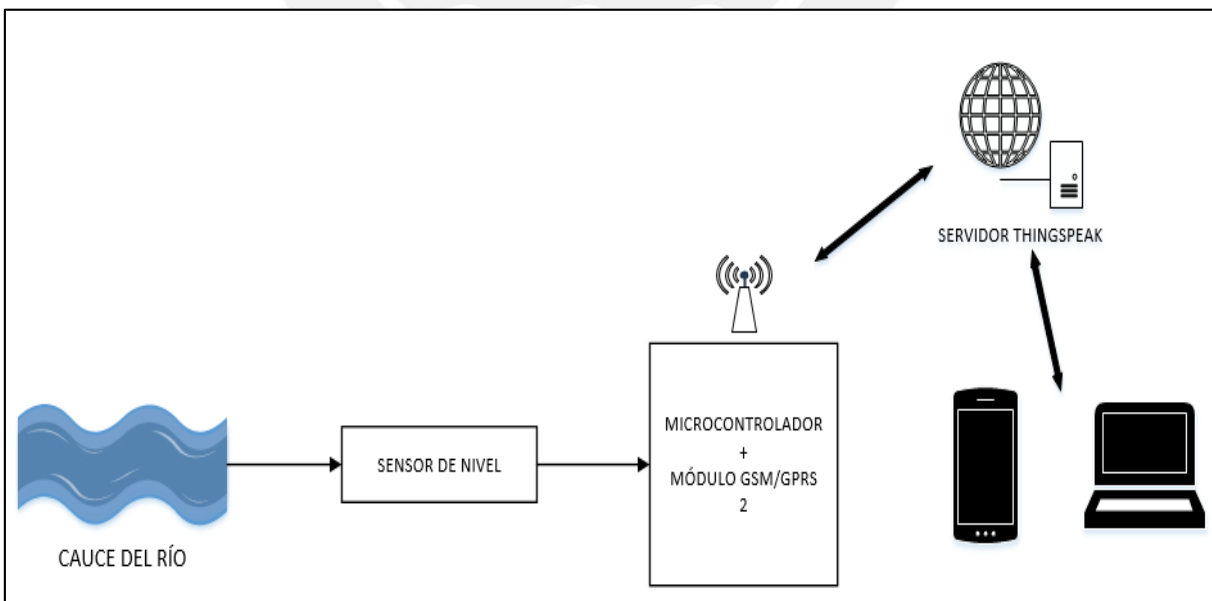 CAUCE DEL RÍO
SENSOR DE NIVEL
MICROCONTROLADOR
+
MÓDULO GSM/GPRS
2
SERVIDOR THINGSPEAK